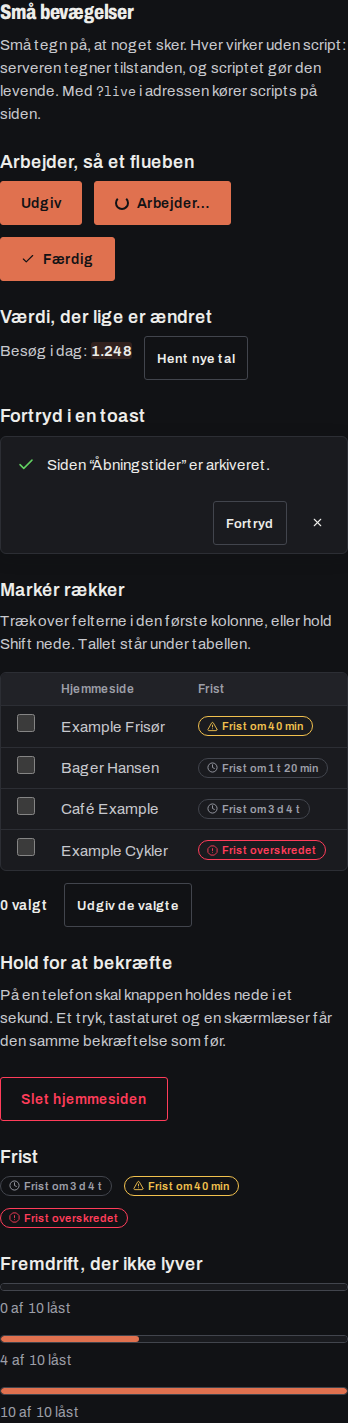 Små bevægelser
Små tegn på, at noget sker. Hver virker uden script:
serveren tegner tilstanden, og scriptet gør den
levende. Med ?live i adressen kører scripts på
siden.
Arbejder, så et flueben
Udgiv
Arbejder…
Færdig
Værdi, der lige er ændret
Besøg i dag: 1.248
Hent nye tal
Fortryd i en toast
Siden “Åbningstider” er arkiveret.
Fortryd
Markér rækker
Træk over felterne i den første kolonne, eller hold
Shift nede. Tallet står under tabellen.
Hjemmeside Frist
Example Frisør Frist om 40 min
Bager Hansen Frist om 1 t 20 min
Café Example Frist om 3 d 4 t
Example Cykler Frist overskredet
0 valgt
Udgiv de valgte
Hold for at bekræfte
På en telefon skal knappen holdes nede i et
sekund. Et tryk, tastaturet og en skærmlæser får
den samme bekræftelse som før.
Slet hjemmesiden
Frist
Frist om 3 d 4 t Frist om 40 min
Frist overskredet
Fremdrift, der ikke lyver
0 af 10 låst
4 af 10 låst
10 af 10 låst